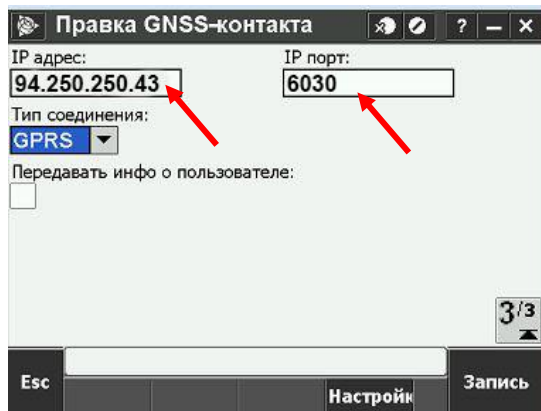 Правка GNSS-контакта ? – ×
IP адрес: IP порт:
94.250.250.43 6030
Тип соединения:
GPRS
Передавать инфо о пользователе:
3/3
Esc Настройк Запись